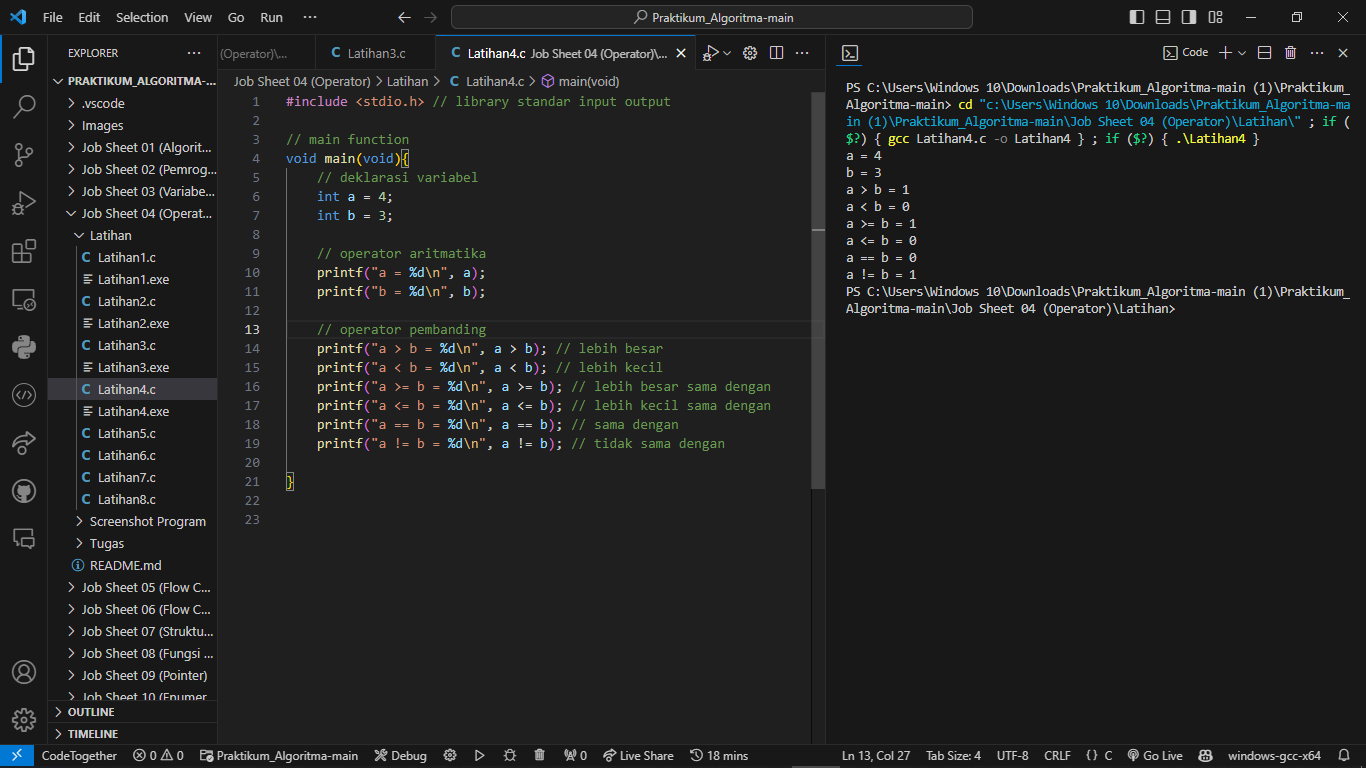 File Edit Selection View Go Run ··· Praktikum_Algoritma-main
EXPLORER ···
PRAKTIKUM_ALGORITMA-...
.vscode
Images
Job Sheet 01 (Algorit...
Job Sheet 02 (Pemrog...
Job Sheet 03 (Variabe...
Job Sheet 04 (Operat...
Latihan
C Latihan1.c
Latihan1.exe
C Latihan2.c
Latihan2.exe
C Latihan3.c
Latihan3.exe
C Latihan4.c
Latihan4.exe
C Latihan5.c
C Latihan6.c
C Latihan7.c
C Latihan8.c
Screenshot Program
Tugas
README.md
Job Sheet 05 (Flow C...
Job Sheet 06 (Flow C...
Job Sheet 07 (Struktu...
Job Sheet 08 (Fungsi ...
Job Sheet 09 (Pointer)
Job Sheet 10 (Enumer
OUTLINE
TIMELINE
(Operator)\... C Latihan3.c C Latihan4.c Job Sheet 04 (Operator)\... ···
Job Sheet 04 (Operator) > Latihan > C Latihan4.c > main(void)
1 #include <stdio.h> // library standar input output
2
3 // main function
4 void main(void){
5 // deklarasi variabel
6 int a = 4;
7 int b = 3;
8
9 // operator aritmatika
10 printf("a = %d\n", a);
11 printf("b = %d\n", b);
12
13 // operator pembanding
14 printf("a > b = %d\n", a > b); // lebih besar
15 printf("a < b = %d\n", a < b); // lebih kecil
16 printf("a >= b = %d\n", a >= b); // lebih besar sama dengan
17 printf("a <= b = %d\n", a <= b); // lebih kecil sama dengan
18 printf("a == b = %d\n", a == b); // sama dengan
19 printf("a != b = %d\n", a != b); // tidak sama dengan
20
21 }
22
23
Code ···
PS C:\Users\Windows 10\Downloads\Praktikum_Algoritma-main (1)\Praktikum_
Algoritma-main> cd "c:\Users\Windows 10\Downloads\Praktikum_Algoritma-ma
in (1)\Praktikum_Algoritma-main\Job Sheet 04 (Operator)\Latihan\" ; if (
$?) { gcc Latihan4.c -o Latihan4 } ; if ($?) { .\Latihan4 }
a = 4
b = 3
a > b = 1
a < b = 0
a >= b = 1
a <= b = 0
a == b = 0
a != b = 1
PS C:\Users\Windows 10\Downloads\Praktikum_Algoritma-main (1)\Praktikum_
Algoritma-main\Job Sheet 04 (Operator)\Latihan>
CodeTogether 0 0 Praktikum_Algoritma-main Debug 0 Live Share 18 mins Ln 13, Col 27 Tab Size: 4 UTF-8 CRLF {} C Go Live windows-gcc-x64